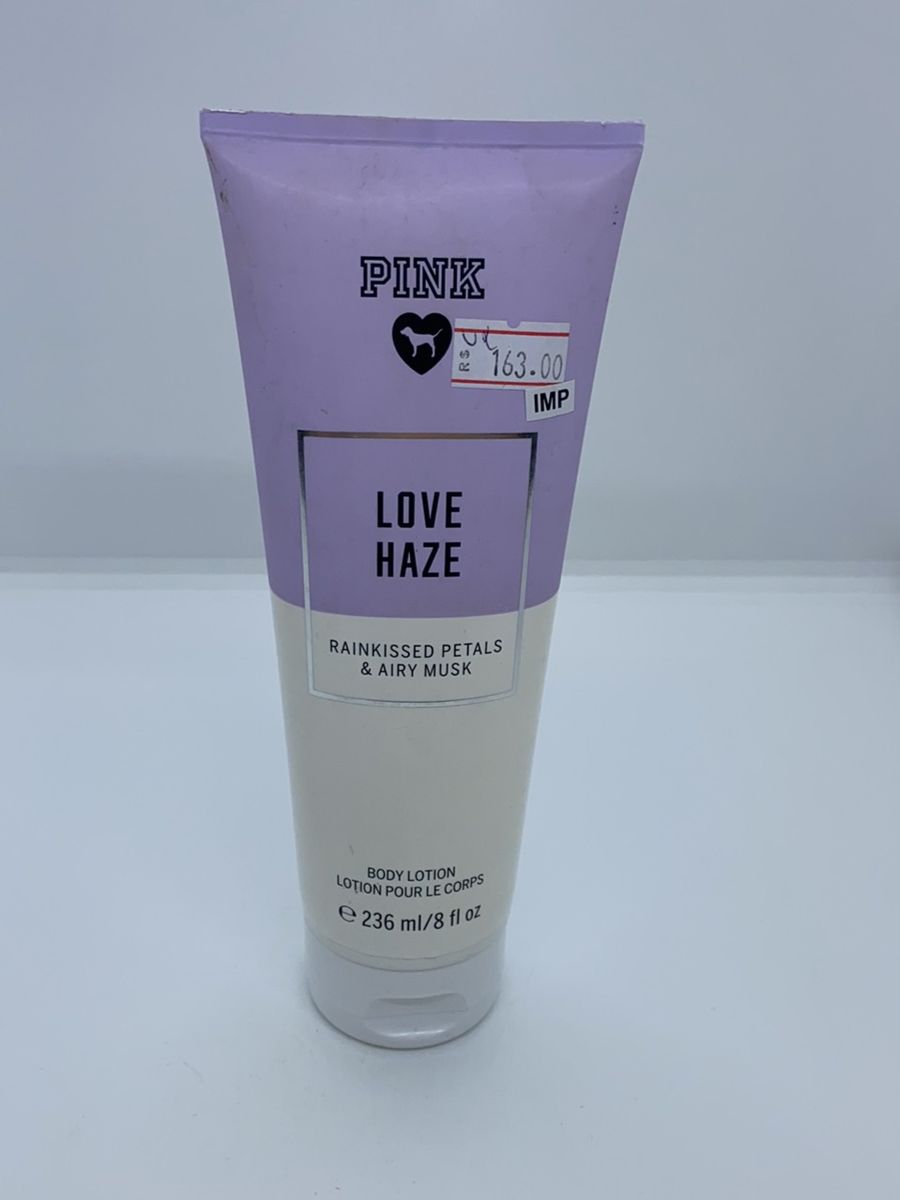 PINK
R$ 163.00
IMP
LOVE
HAZE
RAINKISSED PETALS
& AIRY MUSK
BODY LOTION
LOTION POUR LE CORPS
℮ 236 ml/8 fl oz